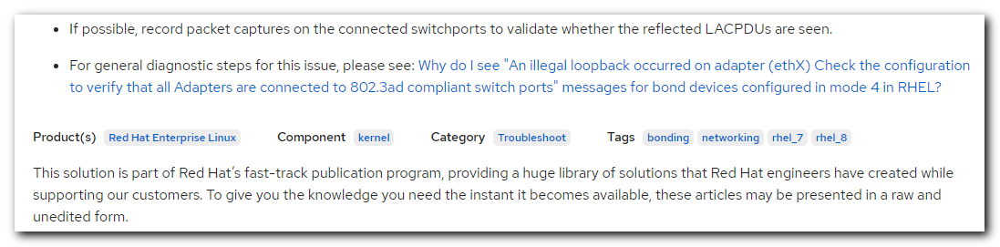 If possible, record packet captures on the connected switchports to validate whether the reflected LACPDUs are seen.
For general diagnostic steps for this issue, please see: Why do I see "An illegal loopback occurred on adapter (ethX) Check the configuration
to verify that all Adapters are connected to 802.3ad compliant switch ports" messages for bond devices configured in mode 4 in RHEL?
Product(s) Red Hat Enterprise Linux Component kernel Category Troubleshoot Tags bonding networking rhel_7 rhel_8
This solution is part of Red Hat’s fast-track publication program, providing a huge library of solutions that Red Hat engineers have created while
supporting our customers. To give you the knowledge you need the instant it becomes available, these articles may be presented in a raw and
unedited form.